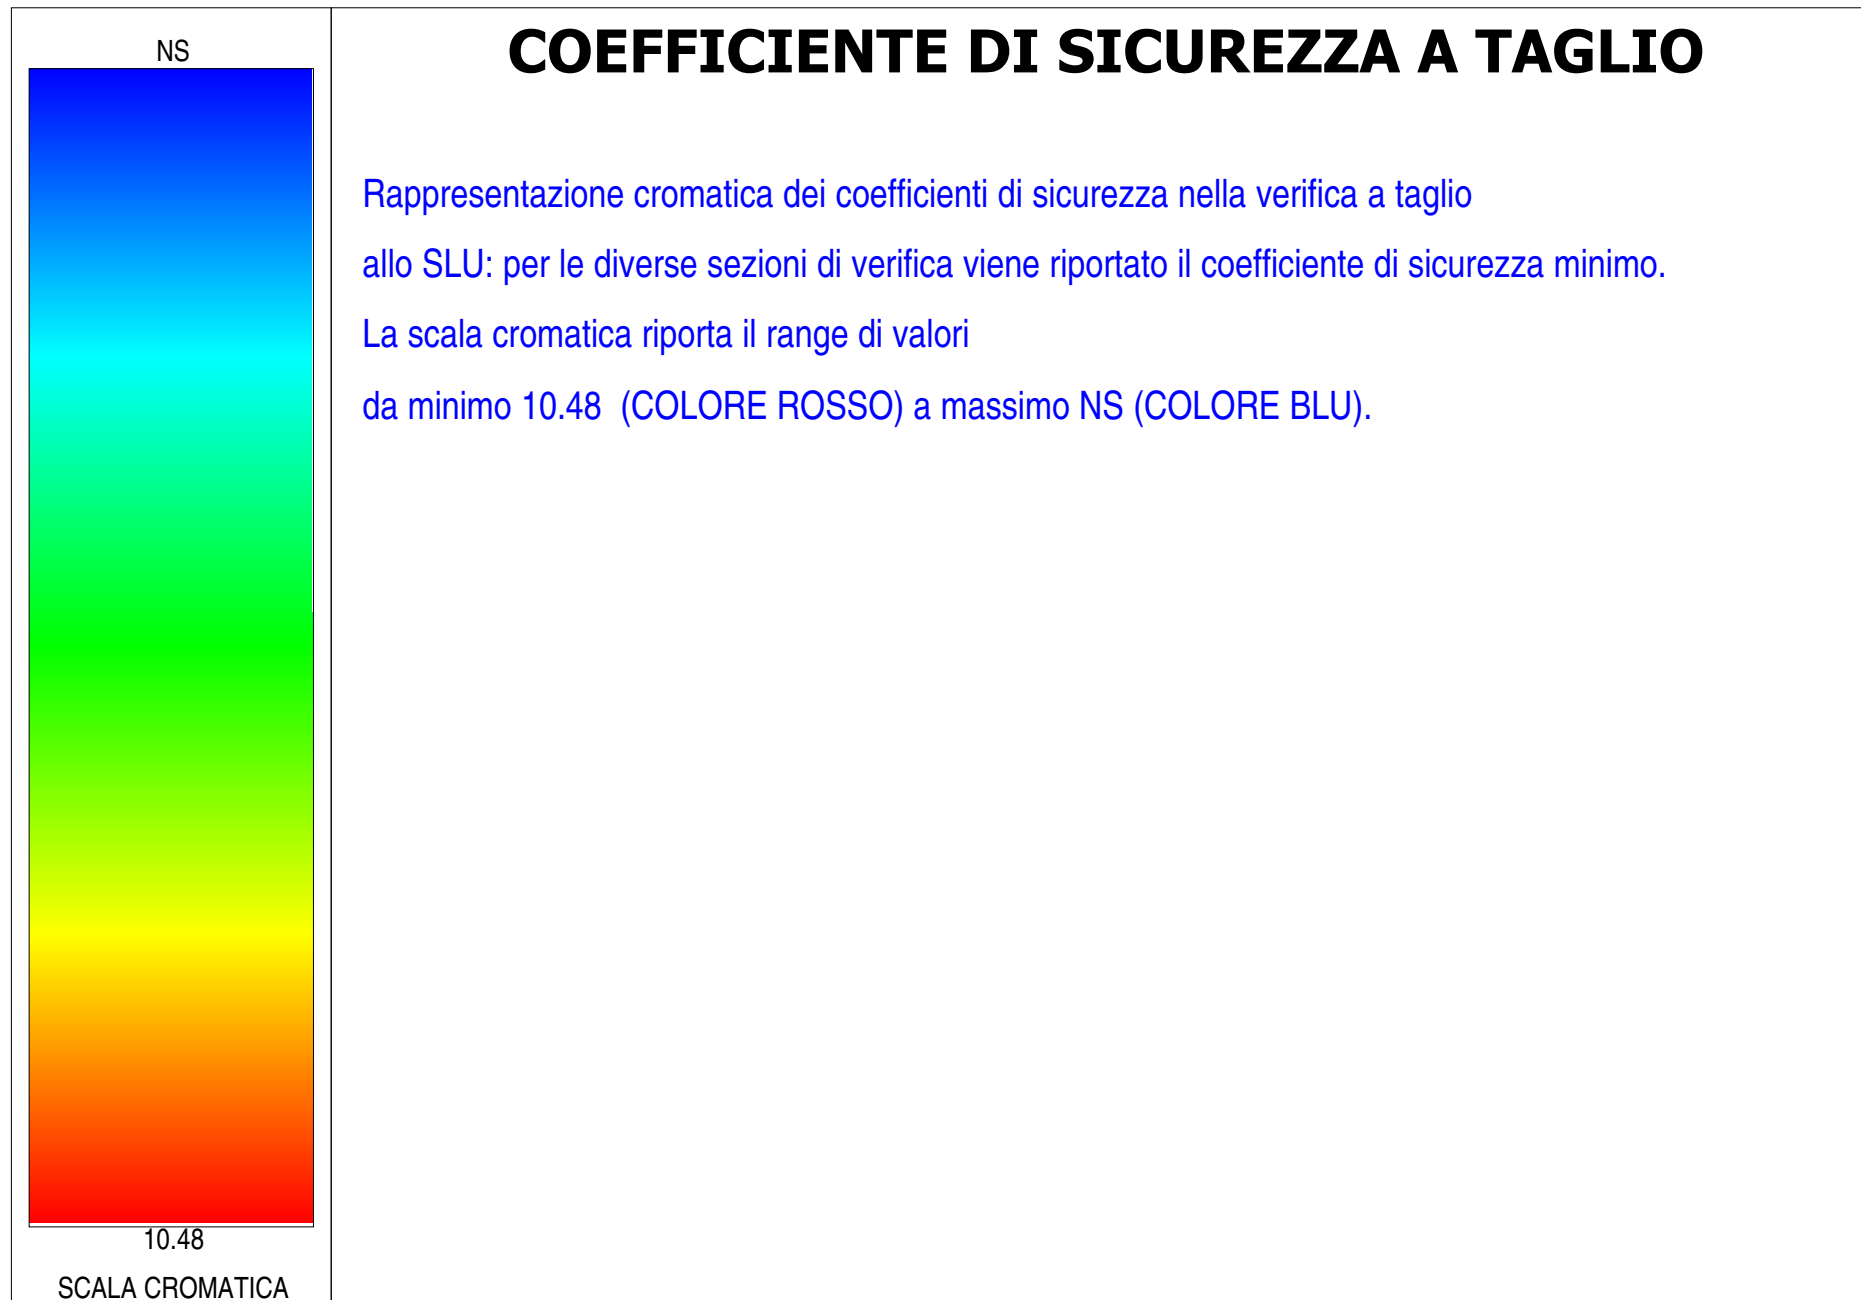 NS
COEFFICIENTE DI SICUREZZA A TAGLIO
Rappresentazione cromatica dei coefficienti di sicurezza nella verifica a taglio
allo SLU: per le diverse sezioni di verifica viene riportato il coefficiente di sicurezza minimo.
La scala cromatica riporta il range di valori
da minimo 10.48 (COLORE ROSSO) a massimo NS (COLORE BLU).
10.48
SCALA CROMATICA